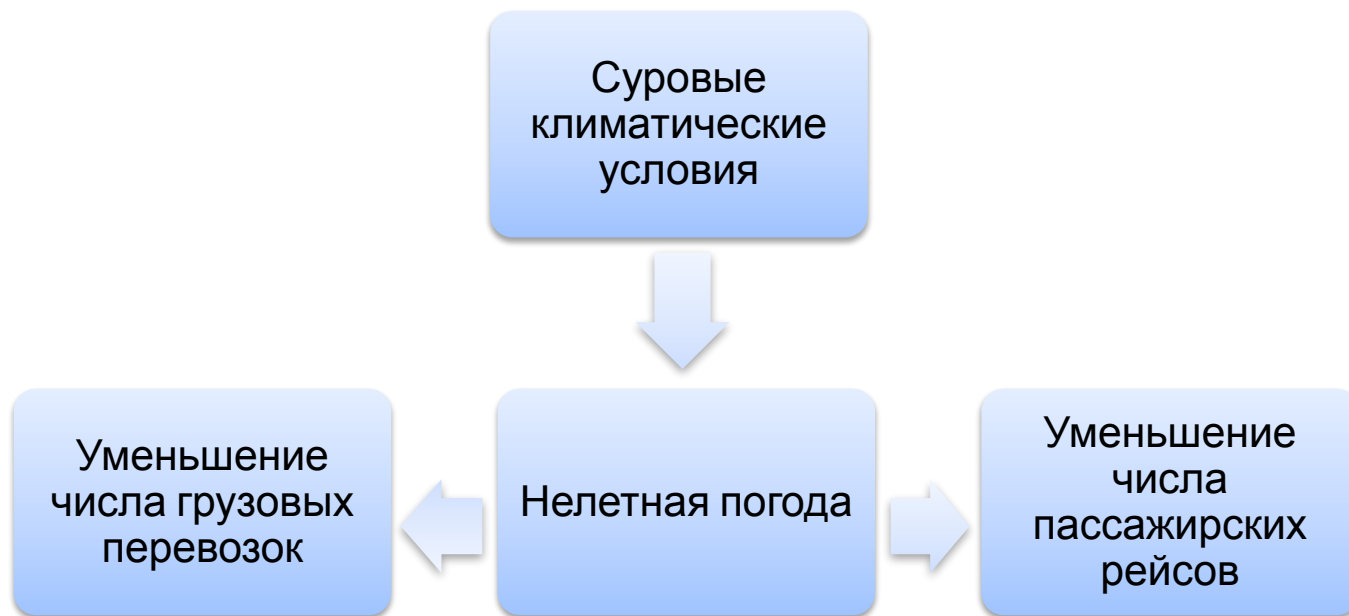 Суровые
климатические
условия
Уменьшение
числа грузовых
перевозок
Нелетная погода
Уменьшение
числа
пассажирских
рейсов